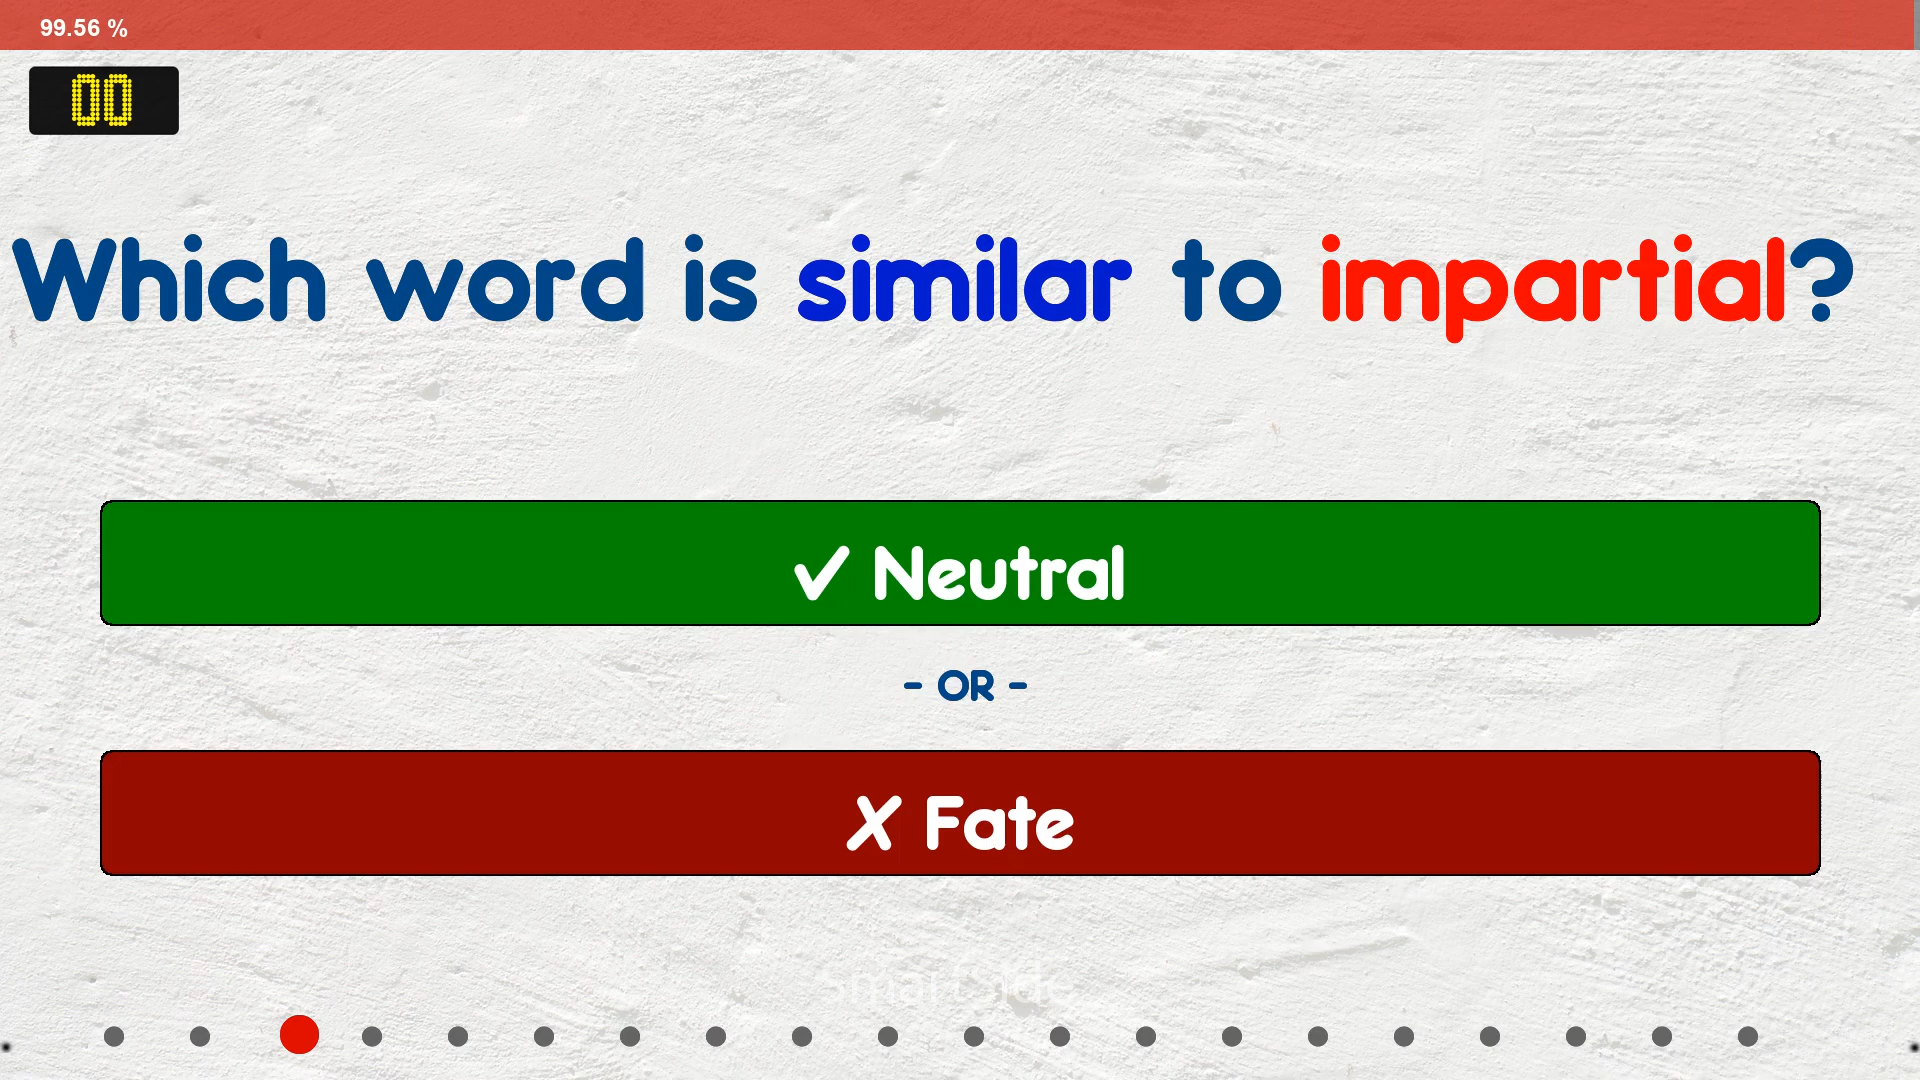 99.56 %
00
Which word is similar to impartial?
✓ Neutral
- OR -
✗ Fate